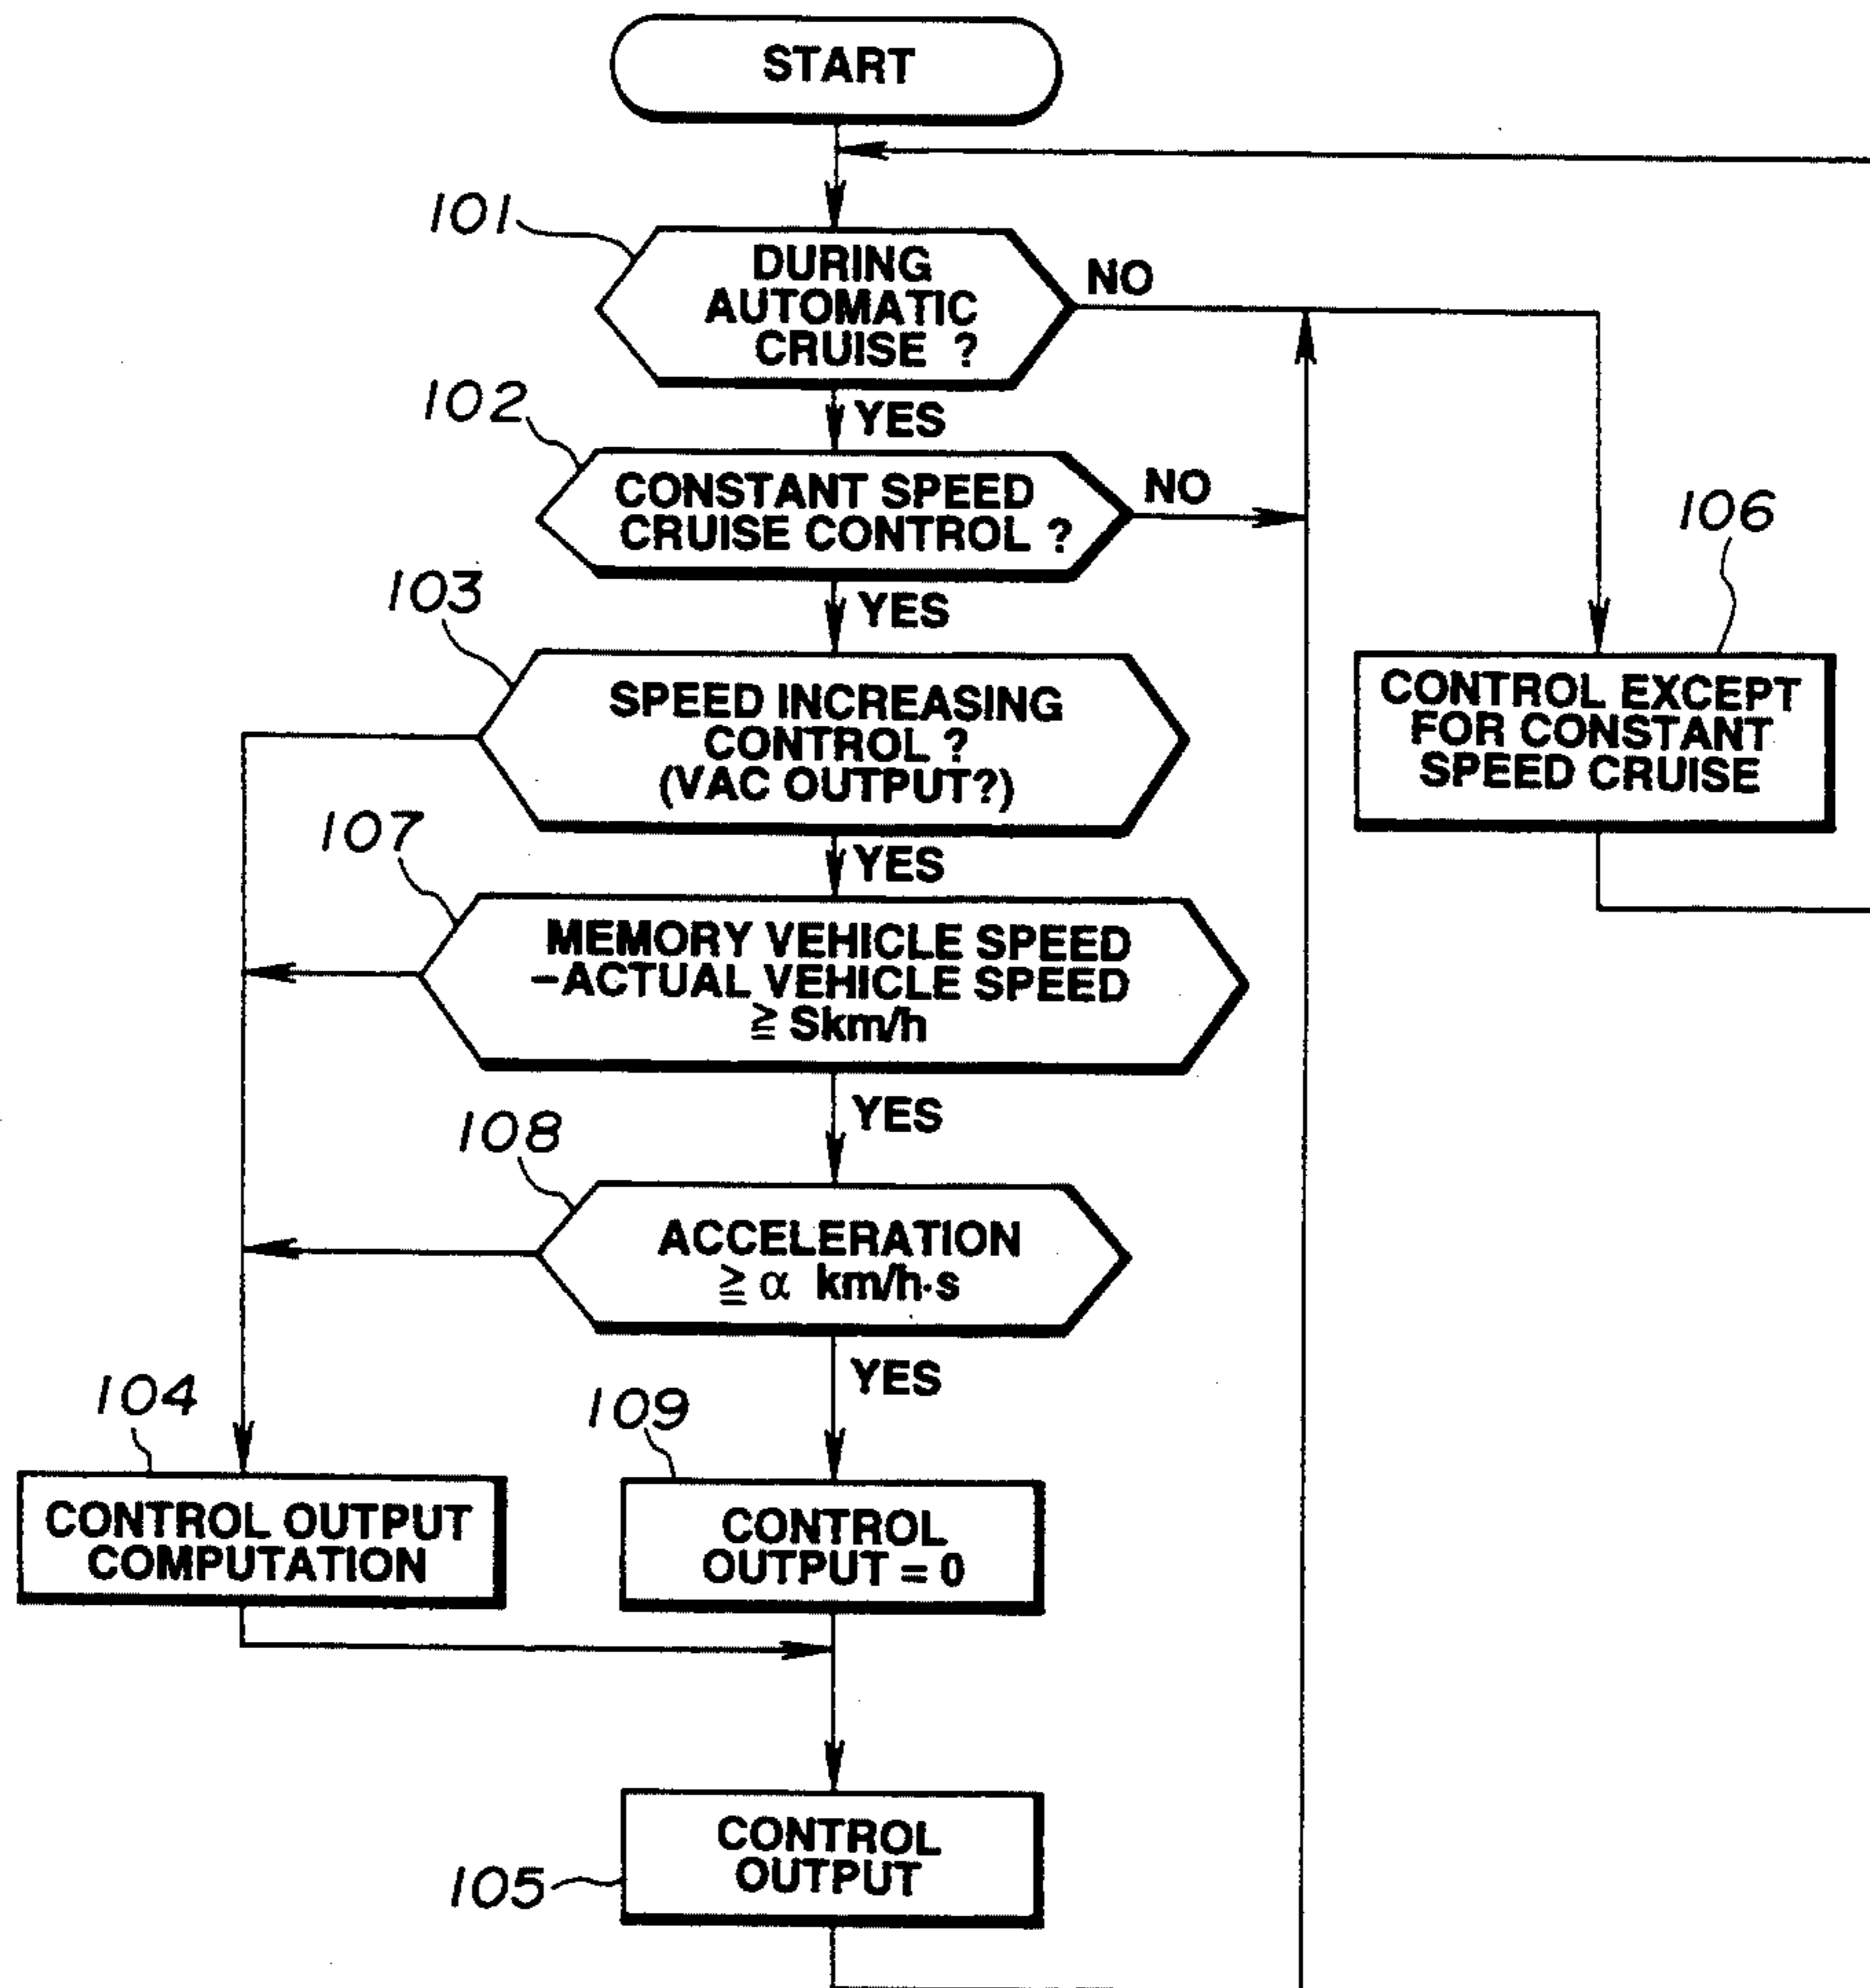 START
101
DURING
AUTOMATIC
CRUISE ?
NO
YES
102
CONSTANT SPEED
CRUISE CONTROL ?
NO
YES
103
SPEED INCREASING
CONTROL ?
(VAC OUTPUT?)
YES
106
CONTROL EXCEPT
FOR CONSTANT
SPEED CRUISE
107
MEMORY VEHICLE SPEED
–ACTUAL VEHICLE SPEED
≧ Skm/h
YES
108
ACCELERATION
≧ α km/h·s
YES
104
CONTROL OUTPUT
COMPUTATION
109
CONTROL
OUTPUT = 0
105
CONTROL
OUTPUT